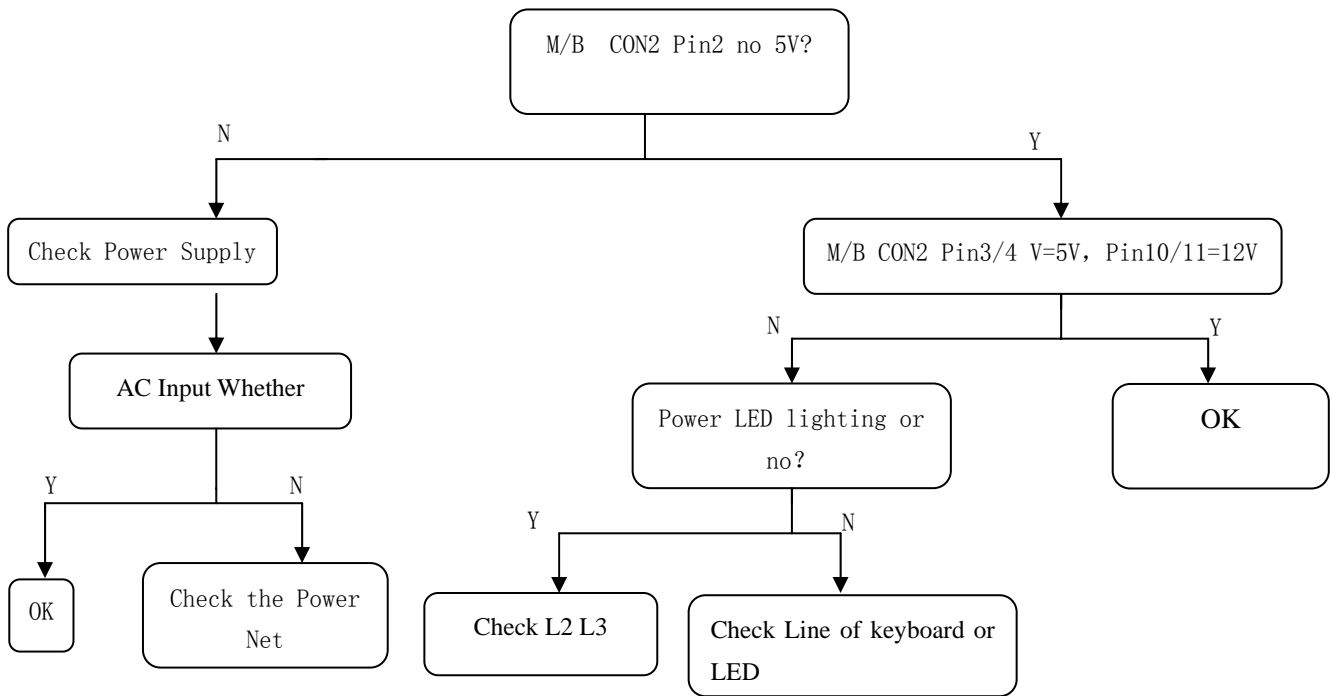 M/B CON2 Pin2 no 5V?
N
Y
Check Power Supply
M/B CON2 Pin3/4 V=5V, Pin10/11=12V
N
Y
AC Input Whether
Power LED lighting or
no?
OK
Y
N
Y
N
OK
Check the Power
Net
Check L2 L3
Check Line of keyboard or
LED